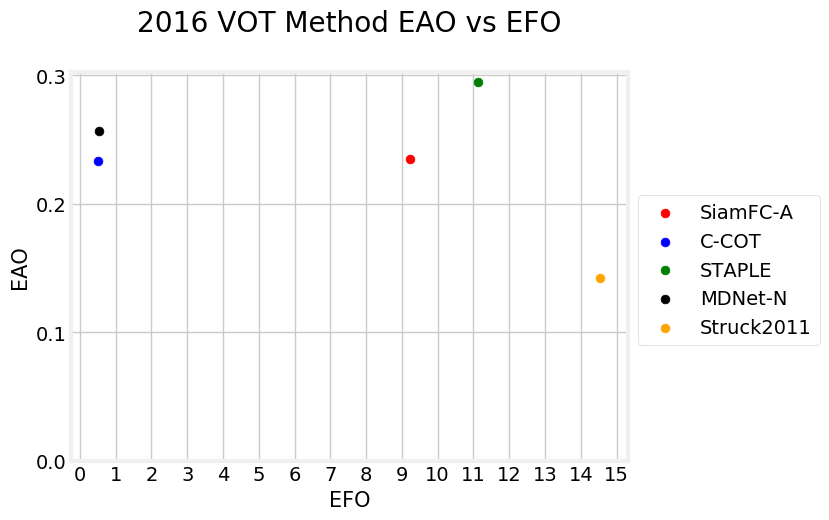 2016 VOT Method EAO vs EFO
0.3
0.2
0.1
0.0
EAO
0 1 2 3 4 5 6 7 8 9 10 11 12 13 14 15
EFO
SiamFC-A
C-COT
STAPLE
MDNet-N
Struck2011